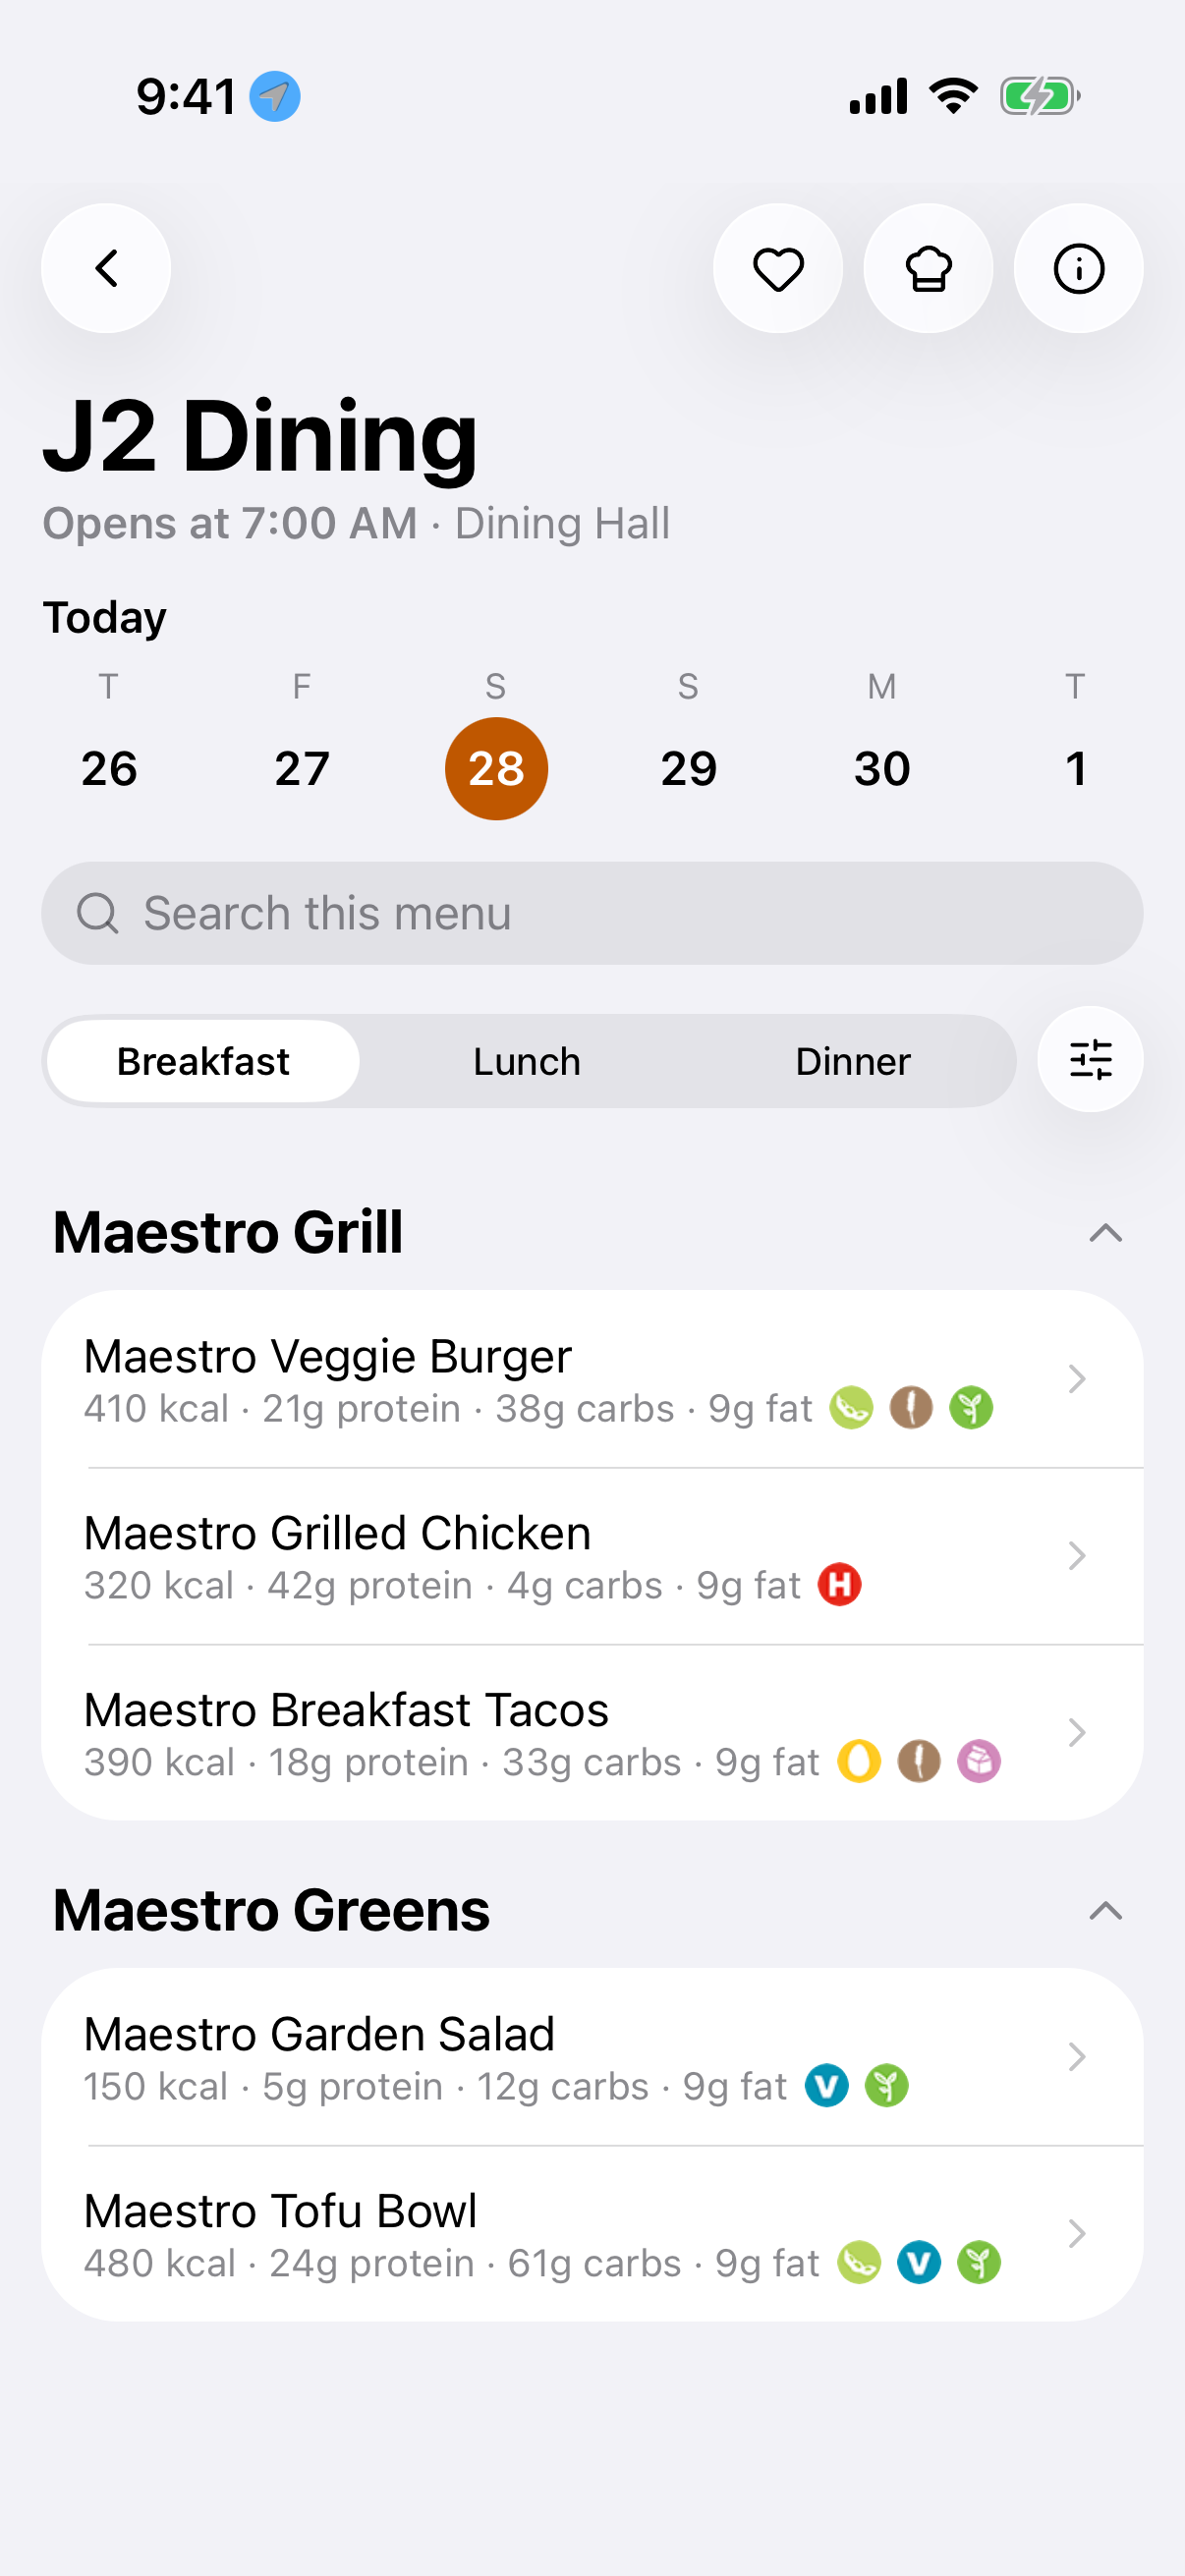 9:41
J2 Dining
Opens at 7:00 AM · Dining Hall
Today
T F S S M T
26 27 28 29 30 1
Search this menu
Breakfast Lunch Dinner
Maestro Grill
Maestro Veggie Burger
410 kcal · 21g protein · 38g carbs · 9g fat
Maestro Grilled Chicken
320 kcal · 42g protein · 4g carbs · 9g fat H
Maestro Breakfast Tacos
390 kcal · 18g protein · 33g carbs · 9g fat
Maestro Greens
Maestro Garden Salad
150 kcal · 5g protein · 12g carbs · 9g fat V
Maestro Tofu Bowl
480 kcal · 24g protein · 61g carbs · 9g fat V